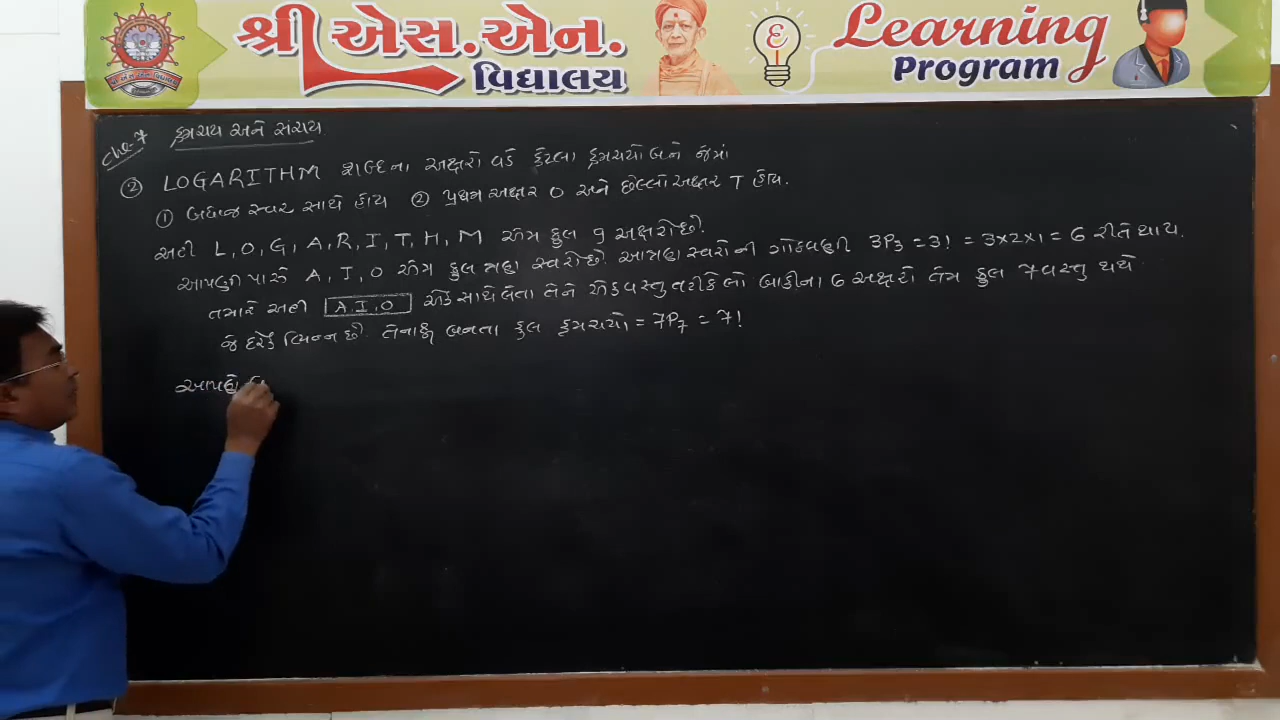 શ્રી એસ.એન.
વિદ્યાલય
Learning
Program
Ch-7 ક્રમચય અને સંચય
② LOGARITHM શબ્દના અક્ષરો વડે કેટલા ક્રમચયો બને જેમાં
① બધાજ સ્વર સાથે હોય ② પ્રથમ અક્ષર O અને છેલ્લો અક્ષર T હોય.
અહી L, O, G, A, R, I, T, H, M એમ કુલ 9 અક્ષરો છે.
આપણી પાસે A, I, O એમ કુલ ત્રણ સ્વરો છે. આ ત્રણ સ્વરોની ગોઠવણી 3P3 = 3! = 3×2×1 = 6 રીતે થાય.
અહી A, I, O એક સાથે લેતા તેને એક વસ્તુ તરીકે લો બાકીના 6 અક્ષરો તેમ કુલ 7 વસ્તુ થશે
જે દરેક ભિન્ન છે. બનતા કુલ ક્રમચયો = 7P7 = 7!
આપણે